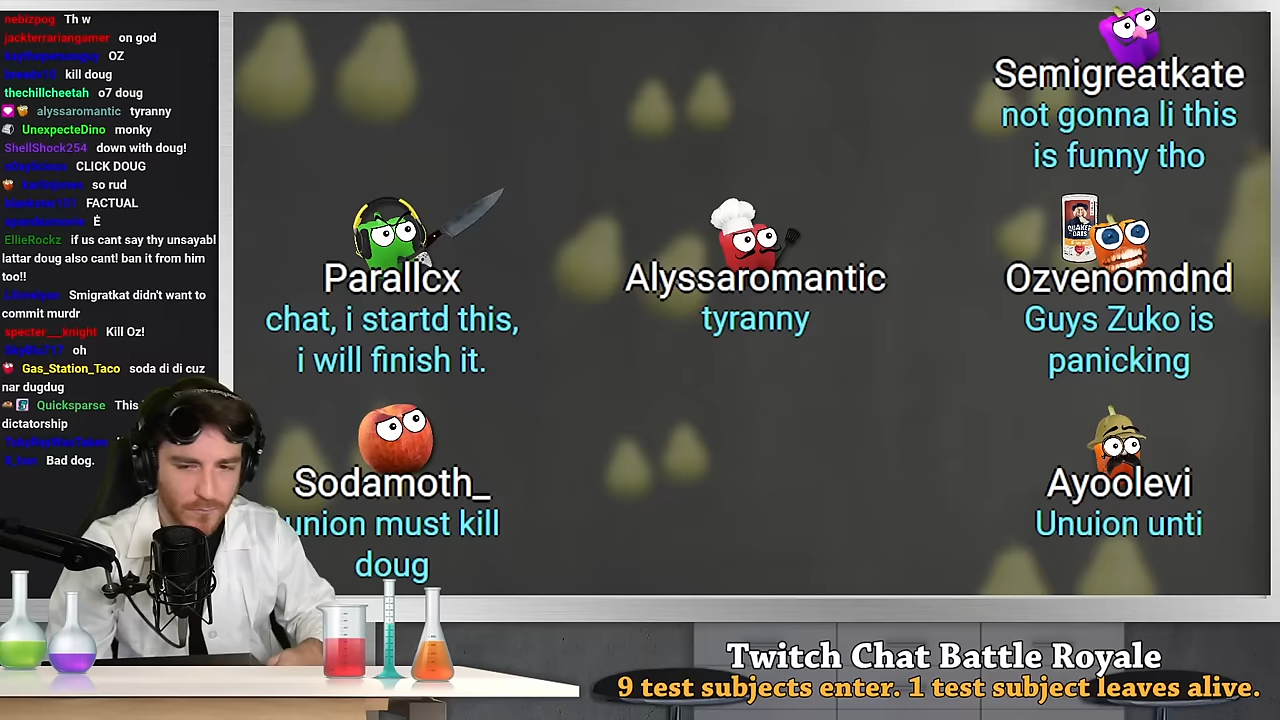 nebizpog Th w
jackterrariangamer on god
OZ
kill doug
thechillcheetah o7 doug
alyssaromantic tyranny
UnexpecteDino monky
ShellShock254 down with doug!
CLICK DOUG
so rud
FACTUAL
Ė
EllieRockz if us cant say thy unsayabl
lattar doug also cant! ban it from him
too!!
Smigratkat didn't want to
commit murdr
specter__knight Kill Oz!
oh
Gas_Station_Taco soda di di cuz
nar dugdug
Quicksparse This
dictatorship
Bad dog.
Semigreatkate
not gonna li this
is funny tho
Parallcx
chat, i startd this,
i will finish it.
Alyssaromantic
tyranny
QUAKER
OATS
Ozvenomdnd
Guys Zuko is
panicking
Sodamoth_
union must kill
doug
Ayoolevi
Unuion unti
Twitch Chat Battle Royale
9 test subjects enter. 1 test subject leaves alive.